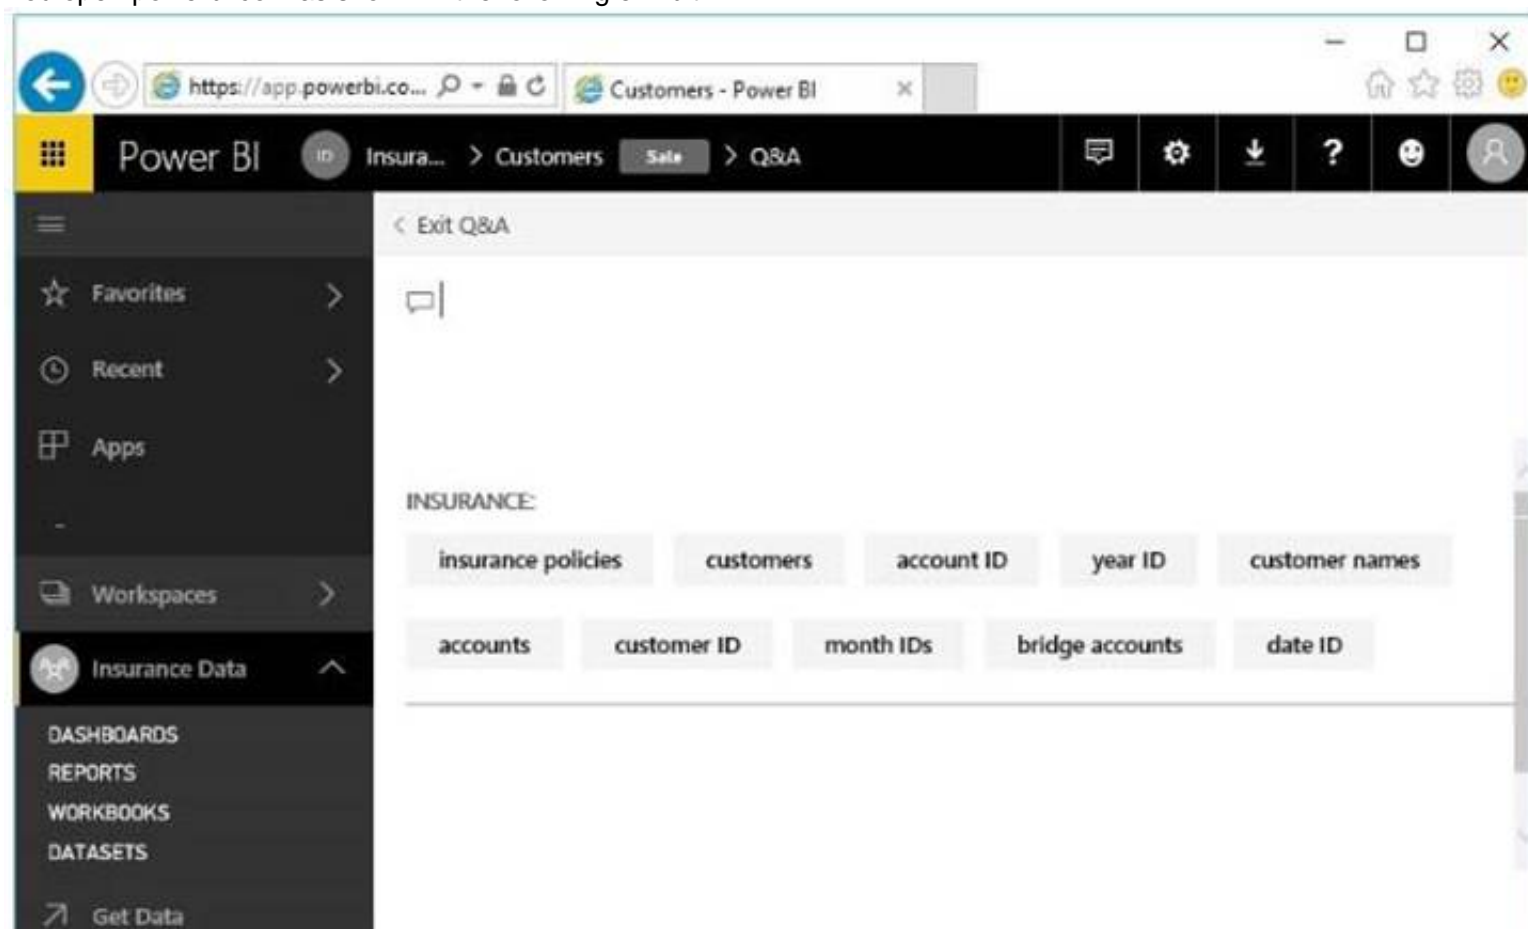 https://app.powerbi.co... Customers - Power BI
Power BI ID Insura... > Customers Sale > Q&A ?
< Exit Q&A
Favorites >
Recent >
Apps
INSURANCE:
insurance policies customers account ID year ID customer names
Workspaces >
accounts customer ID month IDs bridge accounts date ID
Insurance Data
DASHBOARDS
REPORTS
WORKBOOKS
DATASETS
Get Data